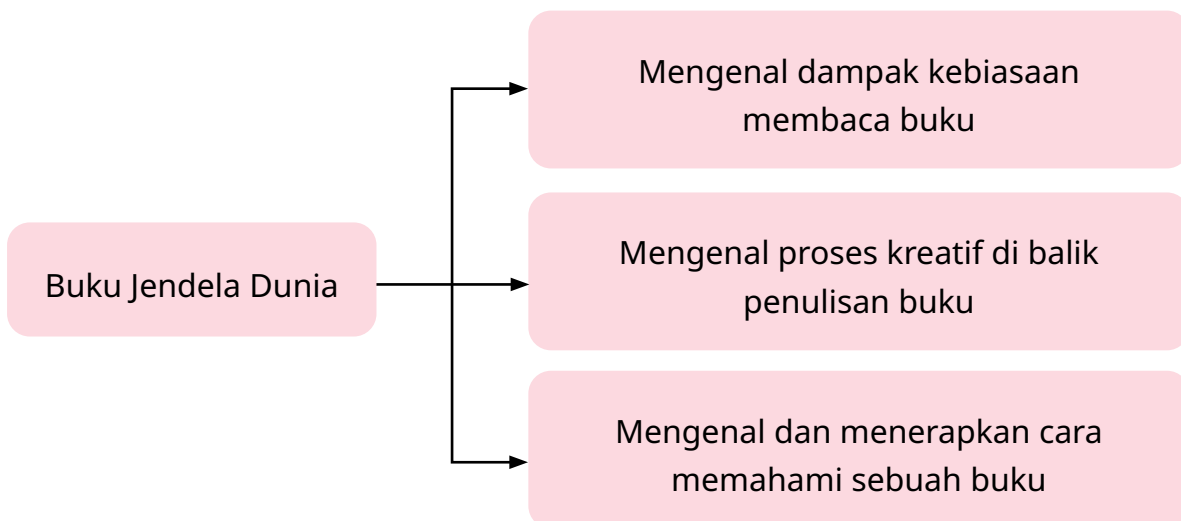 Mengenal dampak kebiasaan
membaca buku
Buku Jendela Dunia
Mengenal proses kreatif di balik
penulisan buku
Mengenal dan menerapkan cara
memahami sebuah buku